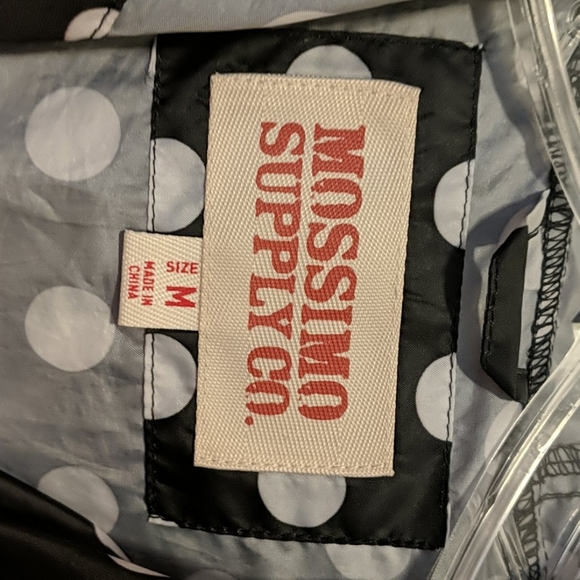 MOSSIMO
SUPPLY CO.
SIZE
M
MADE IN
CHINA